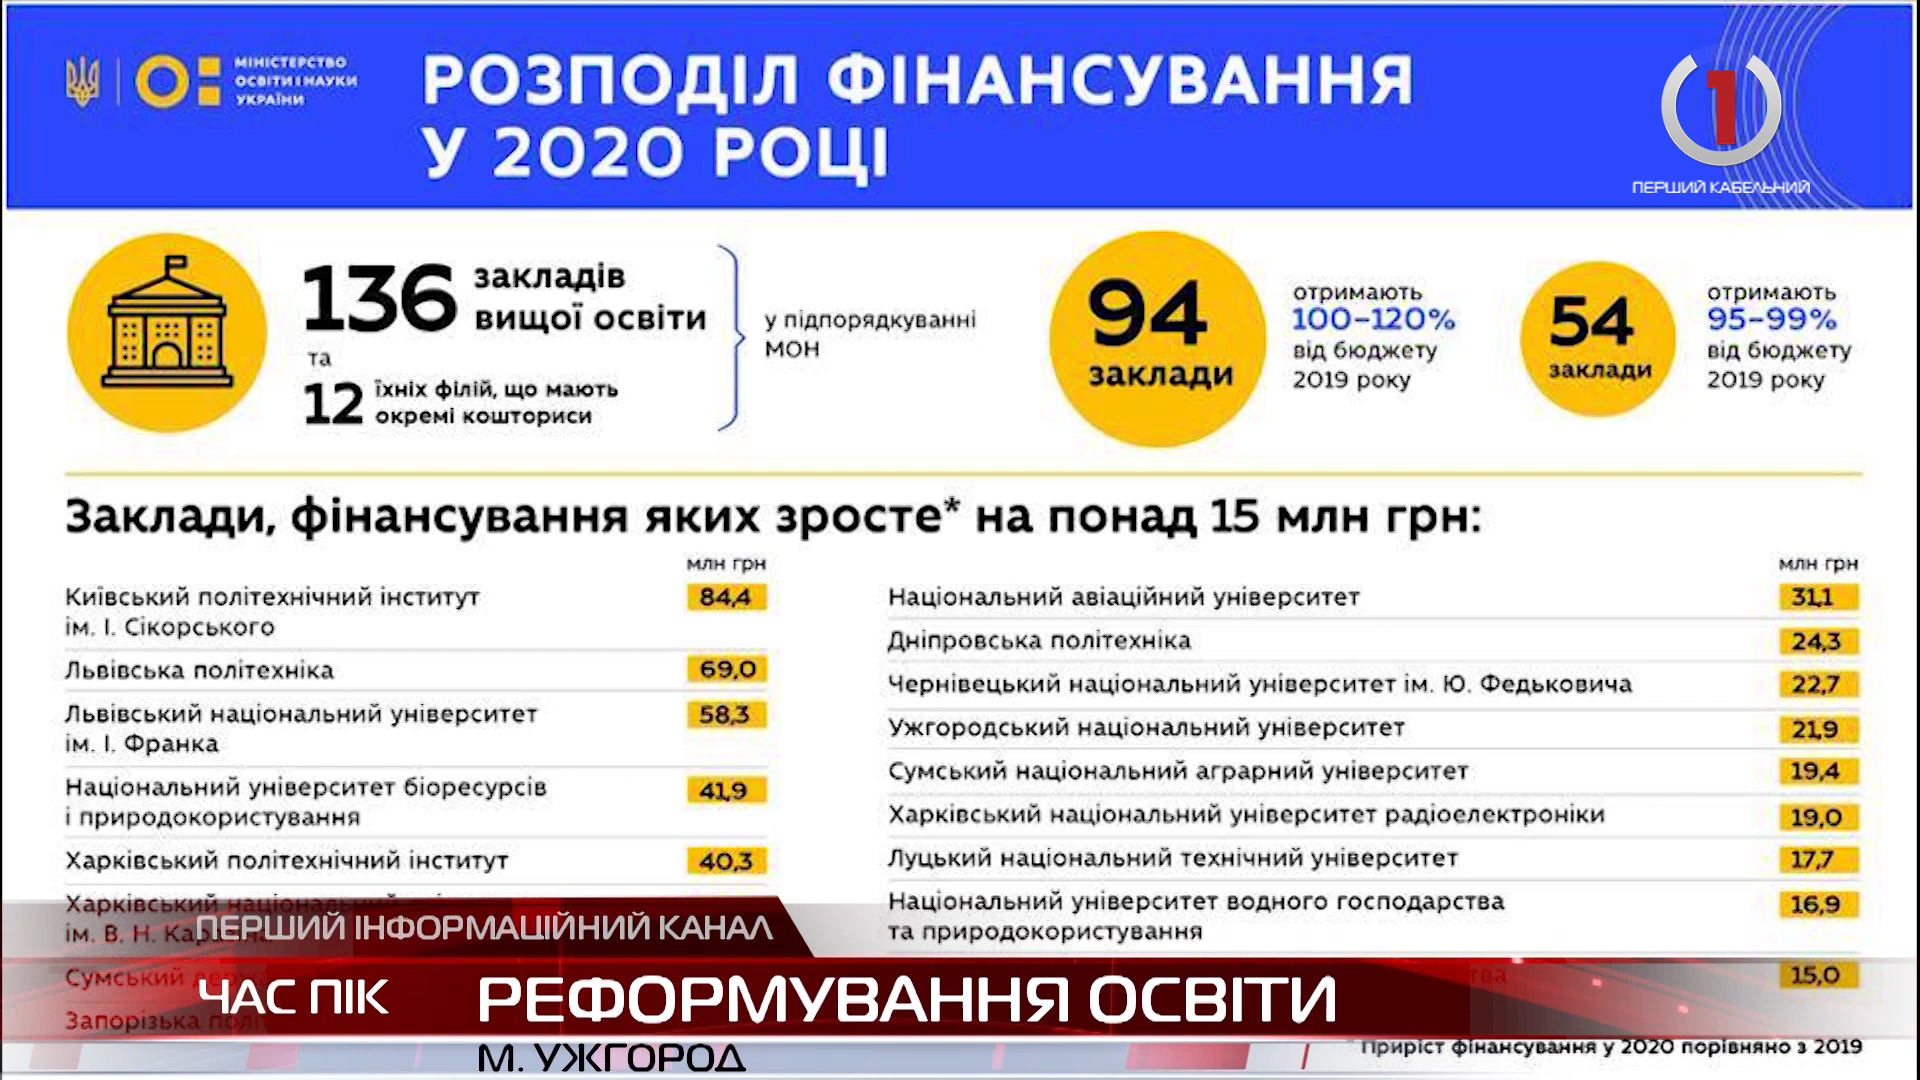 МІНІСТЕРСТВО
ОСВІТИ І НАУКИ
УКРАЇНИ
РОЗПОДІЛ ФІНАНСУВАННЯ
У 2020 РОЦІ
1
ПЕРШИЙ КАБЕЛЬНИЙ
136 закладів
вищої освіти
та
12 їхніх філій, що мають
окремі кошториси
у підпорядкуванні
МОН
94
заклади
отримають
100–120%
від бюджету
2019 року
54
заклади
отримають
95–99%
від бюджету
2019 року
Заклади, фінансування яких зросте* на понад 15 млн грн:
млн грн
Київський політехнічний інститут 84,4
ім. І. Сікорського
Львівська політехніка 69,0
Львівський національний університет 58,3
ім. І. Франка
Національний університет біоресурсів 41,9
і природокористування
Харківський політехнічний інститут 40,3
Харківський національний
ім. В. Н.
Сумський
Запорізька
млн грн
Національний авіаційний університет 31,1
Дніпровська політехніка 24,3
Чернівецький національний університет ім. Ю. Федьковича 22,7
Ужгородський національний університет 21,9
Сумський національний аграрний університет 19,4
Харківський національний університет радіоелектроніки 19,0
Луцький національний технічний університет 17,7
Національний університет водного господарства 16,9
та природокористування
15,0
* Приріст фінансування у 2020 порівняно з 2019
ПЕРШИЙ ІНФОРМАЦІЙНИЙ КАНАЛ
ЧАС ПІК
РЕФОРМУВАННЯ ОСВІТИ
М. УЖГОРОД